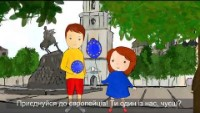 Приєднуйся до європейців! Ти один із нас, чуєш?